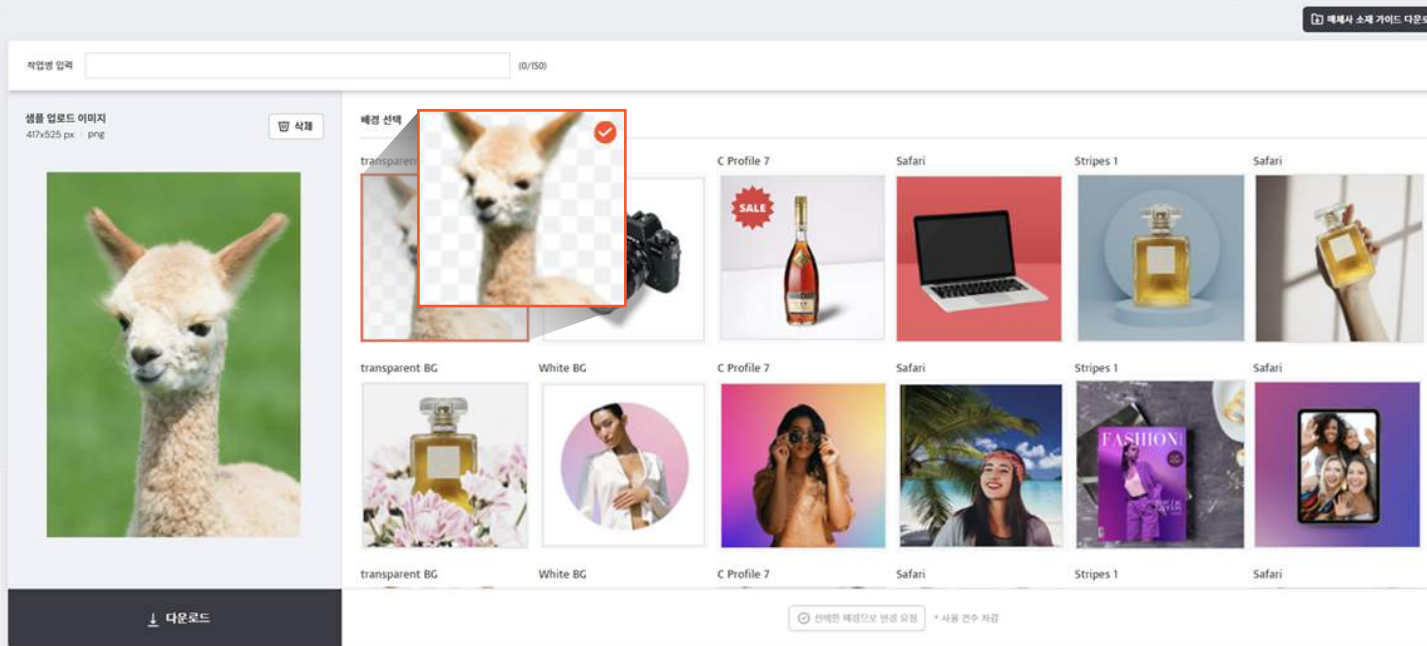 매체사 소재 가이드 다운로
작업명 입력
(0/150)
샘플 업로드 이미지
417x525 px png
삭제
배경 선택
transparent
C Profile 7
Safari
Stripes 1
Safari
SALE
transparent BG
White BG
C Profile 7
Safari
Stripes 1
Safari
FASHION
transparent BG
White BG
C Profile 7
Safari
Stripes 1
Safari
다운로드
선택한 배경으로 변경 요청
* 사용 건수 차감